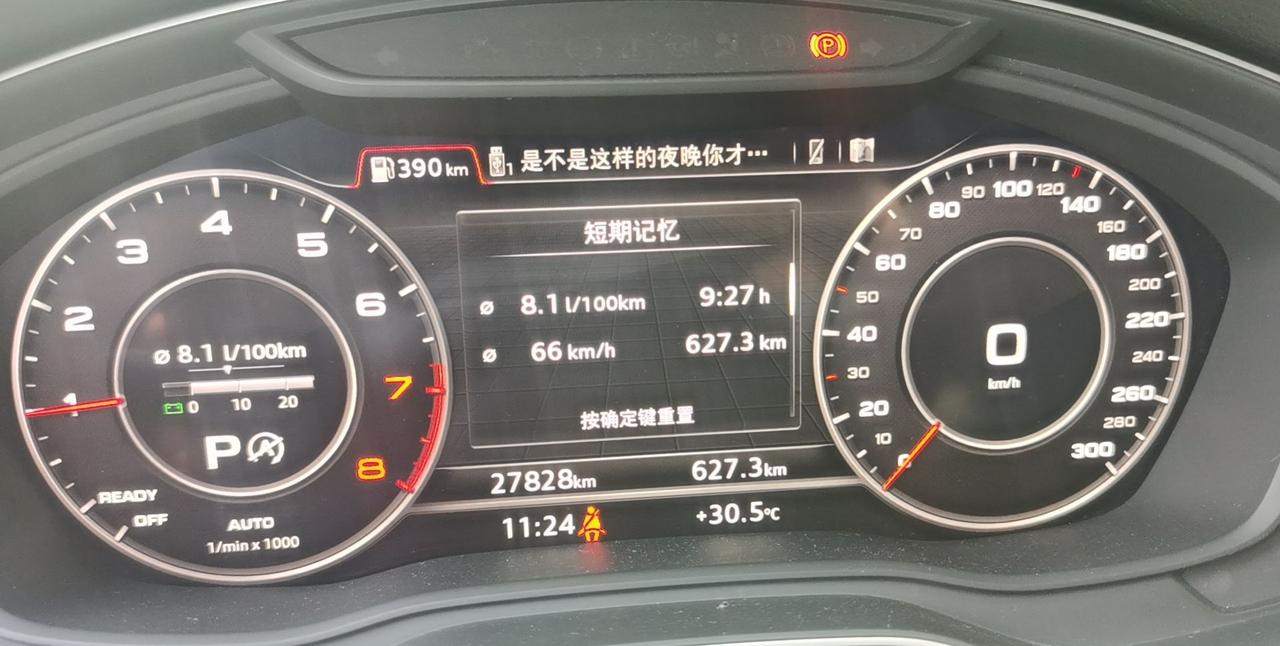 P
390 km
1 是不是这样的夜晚你才…
短期记忆
ø 8.1 l/100km 9:27 h
ø 66 km/h 627.3 km
按确定键重置
27828km 627.3km
11:24 +30.5°C
1 2 3 4 5 6 7 8
ø 8.1 l/100km
0 10 20
P A
READY
OFF
AUTO
1/min x 1000
0 10 20 30 40 50 60 70 80 90 100 120 140 160 180 200 220 240 260 280 300
0
km/h